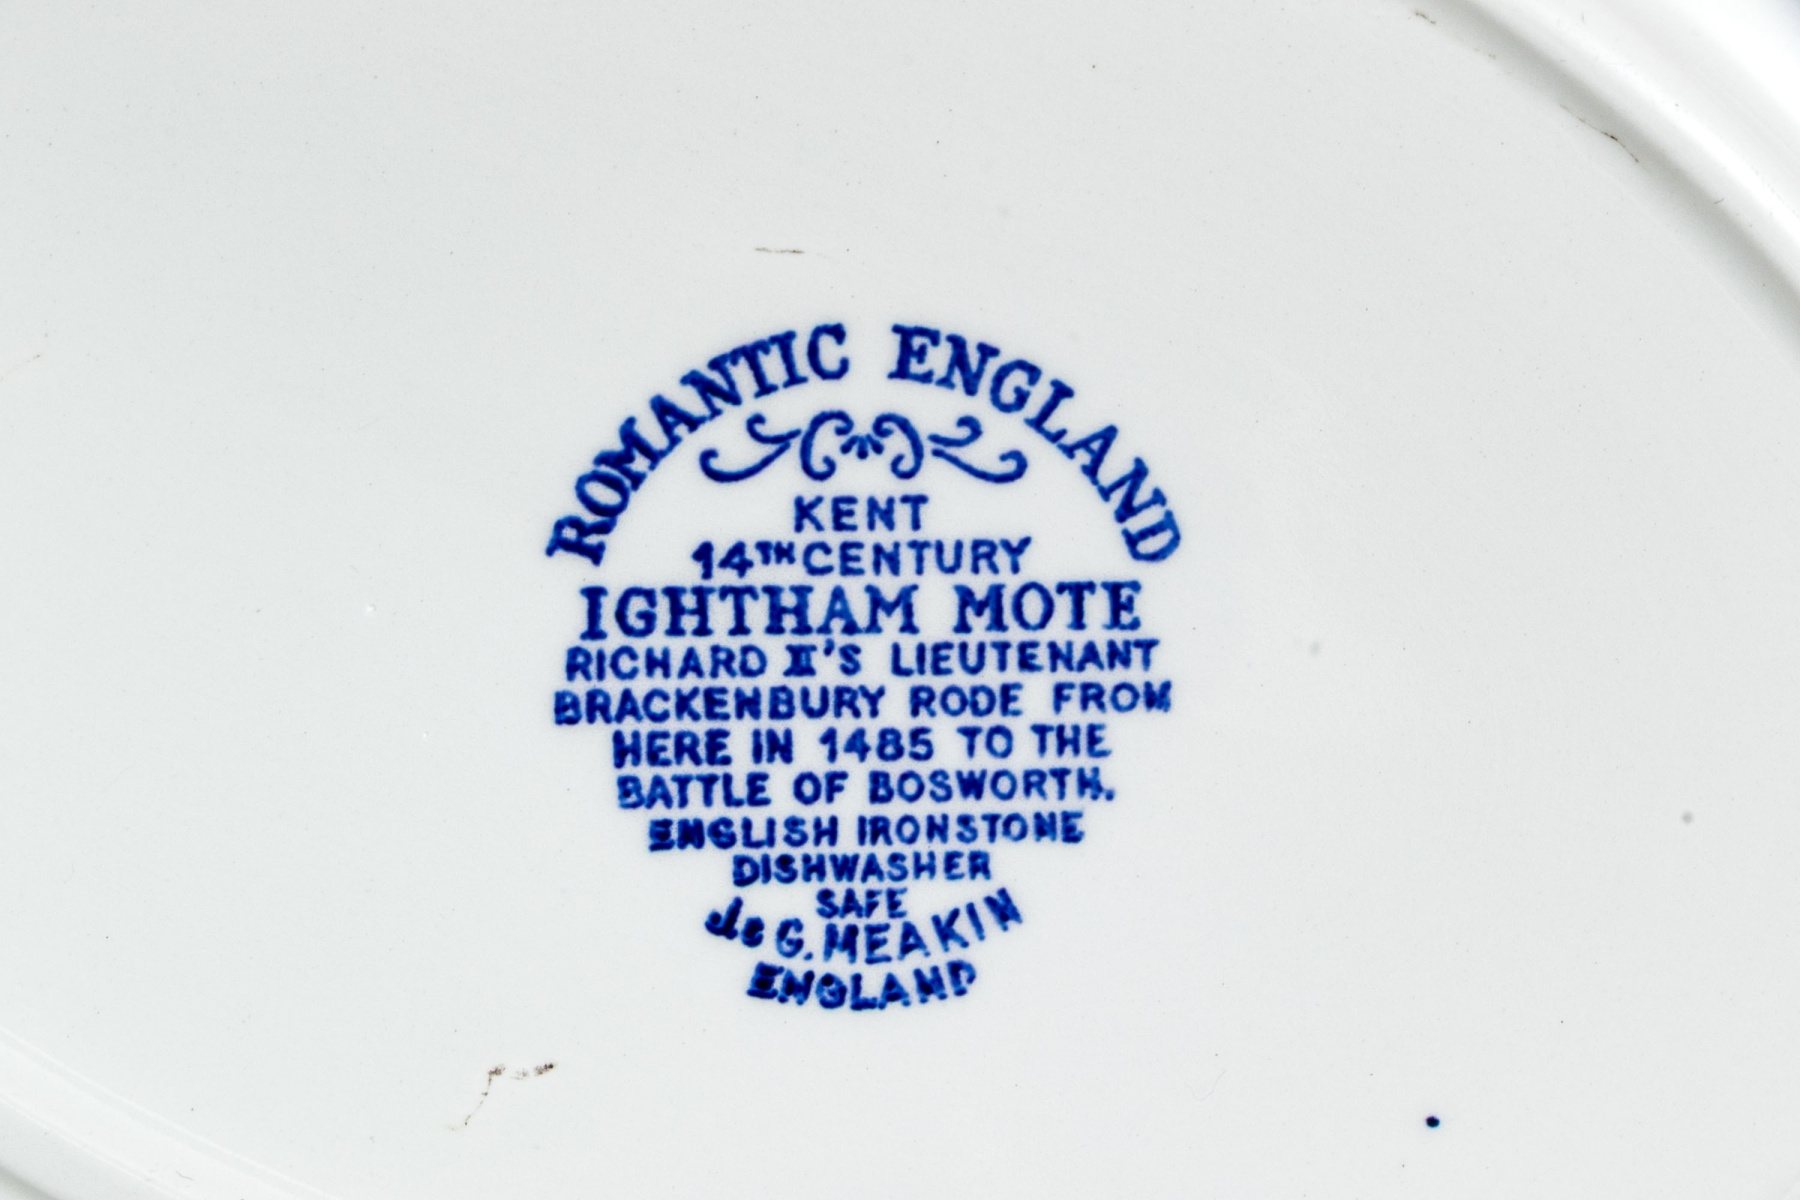 ROMANTIC ENGLAND
KENT
14TH CENTURY
IGHTHAM MOTE
RICHARD II'S LIEUTENANT
BRACKENBURY RODE FROM
HERE IN 1485 TO THE
BATTLE OF BOSWORTH.
ENGLISH IRONSTONE
DISHWASHER
SAFE
J & G. MEAKIN
ENGLAND